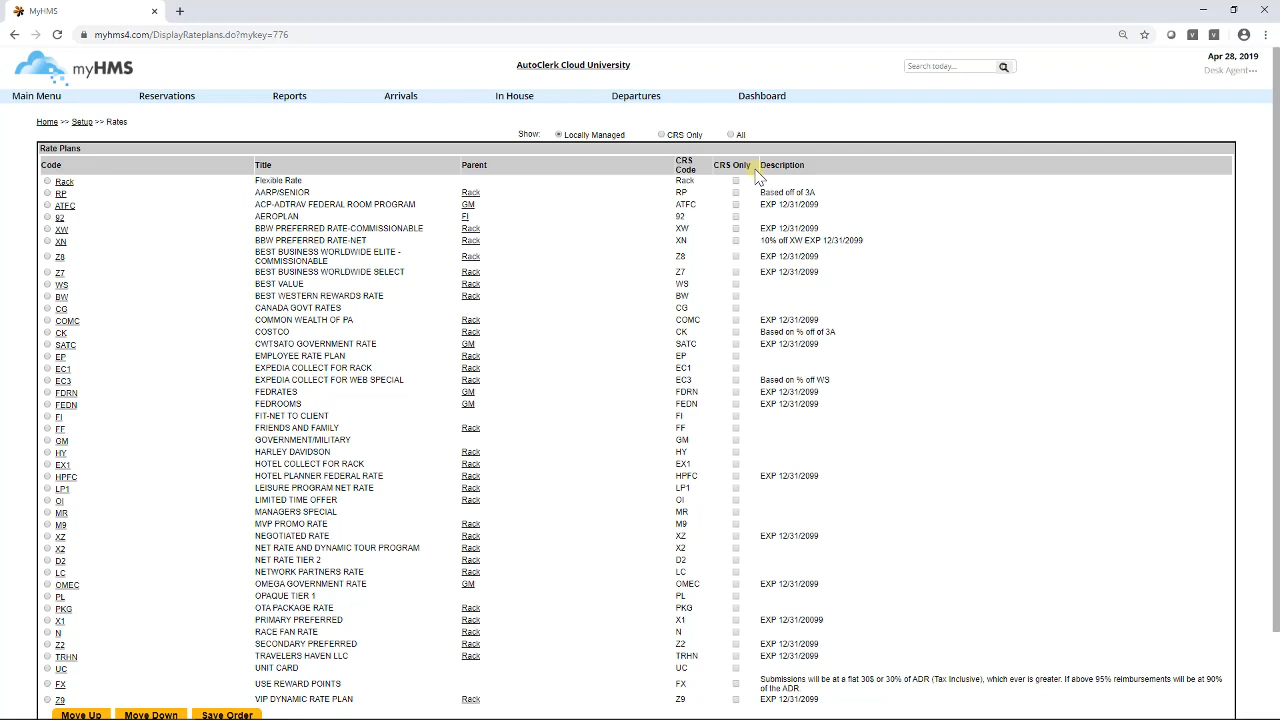 MyHMS
myhms4.com/DisplayRateplans.do?mykey=776
myHMS
AutoClerk Cloud University
Search today...
Apr 28, 2019
Desk Agent•••
Main Menu Reservations Reports Arrivals In House Departures Dashboard
Home >> Setup >> Rates
Show: Locally Managed CRS Only All
Rate Plans
Code Title Parent CRS Code CRS Only Description
Rack Flexible Rate Rack
RP AARP/SENIOR Rack RP Based off of 3A
ATFC ACP-ADTRAV FEDERAL ROOM PROGRAM GM ATFC EXP 12/31/2099
92 AEROPLAN FI 92
XW BBW PREFERRED RATE-COMMISSIONABLE Rack XW EXP 12/31/2099
XN BBW PREFERRED RATE-NET Rack XN 10% off XW EXP 12/31/2099
Z8 BEST BUSINESS WORLDWIDE ELITE - COMMISSIONABLE Rack Z8 EXP 12/31/2099
Z7 BEST BUSINESS WORLDWIDE SELECT Rack Z7 EXP 12/31/2099
WS BEST VALUE Rack WS
BW BEST WESTERN REWARDS RATE Rack BW
CG CANADA GOVT RATES CG
COMC COMMON WEALTH OF PA Rack COMC EXP 12/31/2099
CK COSTCO Rack CK Based on % off of 3A
SATC CWTSATO GOVERNMENT RATE GM SATC EXP 12/31/2099
EP EMPLOYEE RATE PLAN Rack EP
EC1 EXPEDIA COLLECT FOR RACK Rack EC1
EC3 EXPEDIA COLLECT FOR WEB SPECIAL Rack EC3 Based on % off WS
FDRN FEDRATES GM FDRN EXP 12/31/2099
FEDN FEDROOMS GM FEDN EXP 12/31/2099
FI FIT-NET TO CLIENT FI
FF FRIENDS AND FAMILY Rack FF
GM GOVERNMENT/MILITARY GM
HY HARLEY DAVIDSON Rack HY
EX1 HOTEL COLLECT FOR RACK Rack EX1
HPFC HOTEL PLANNER FEDERAL RATE Rack HPFC EXP 12/31/2099
LP1 LEISURE PROGRAM NET RATE Rack LP1
OI LIMITED TIME OFFER Rack OI
MR MANAGERS SPECIAL MR
M9 MVP PROMO RATE Rack M9
XZ NEGOTIATED RATE Rack XZ EXP 12/31/2099
X2 NET RATE AND DYNAMIC TOUR PROGRAM Rack X2
D2 NET RATE TIER 2 Rack D2
LC NETWORK PARTNERS RATE Rack LC
OMEC OMEGA GOVERNMENT RATE GM OMEC EXP 12/31/2099
PL OPAQUE TIER 1 PL
PKG OTA PACKAGE RATE Rack PKG
X1 PRIMARY PREFERRED Rack X1 EXP 12/31/20099
N RACE FAN RATE Rack N
Z2 SECONDARY PREFERRED Rack Z2 EXP 12/31/2099
TRHN TRAVELERS HAVEN LLC Rack TRHN EXP 12/31/2099
UC UNIT CARD UC
FX USE REWARD POINTS FX Submissions will be at a flat 30$ or 30% of ADR (Tax Inclusive), which ever is greater. If above 95% reimbursements will be at 90% of the ADR.
Z9 VIP DYNAMIC RATE PLAN Rack Z9 EXP 12/31/2099
Move Up Move Down Save Order